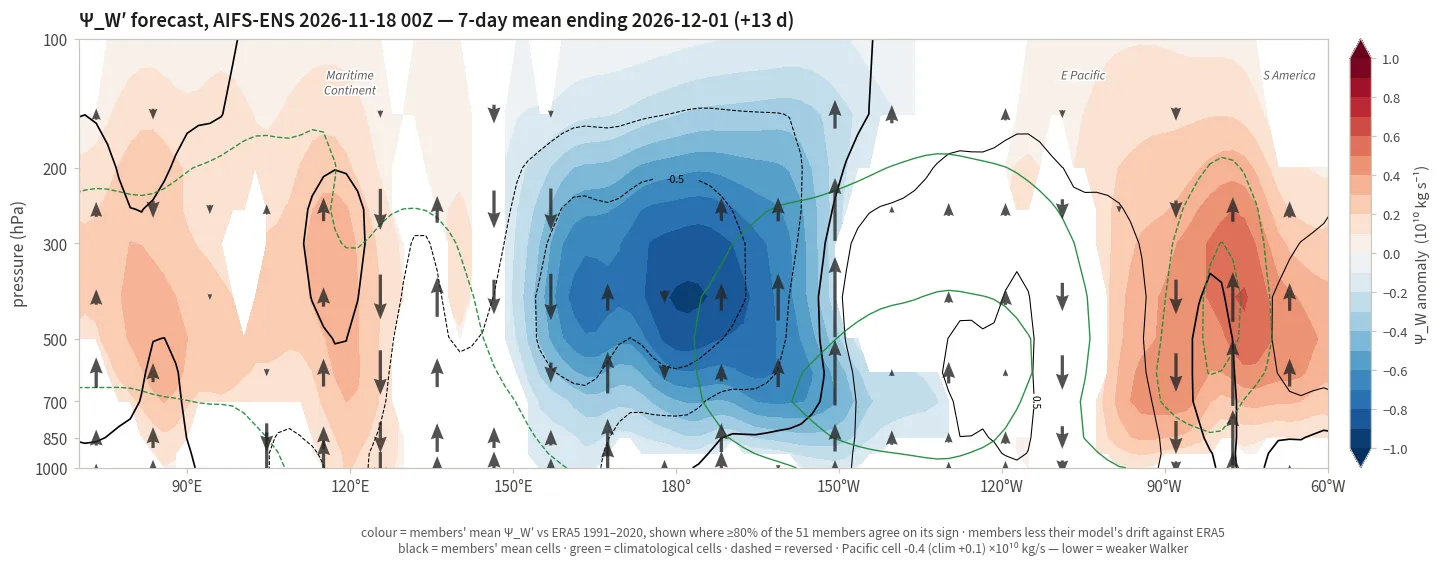 Ψ_W′ forecast, AIFS-ENS 2026-11-18 00Z — 7-day mean ending 2026-12-01 (+13 d)
100
200
300
400
500
700
850
1000
pressure (hPa)
Maritime
Continent
E Pacific
S America
-0.5
0.5
90°E
120°E
150°E
180°
150°W
120°W
90°W
60°W
1.0
0.8
0.6
0.4
0.2
0.0
−0.2
−0.4
−0.6
−0.8
−1.0
Ψ_W anomaly (10¹⁰ kg s⁻¹)
colour = members' mean Ψ_W′ vs ERA5 1991–2020, shown where ≥80% of the 51 members agree on its sign · members less their model's drift against ERA5
black = members' mean cells · green = climatological cells · dashed = reversed · Pacific cell -0.4 (clim +0.1) ×10¹⁰ kg/s — lower = weaker Walker